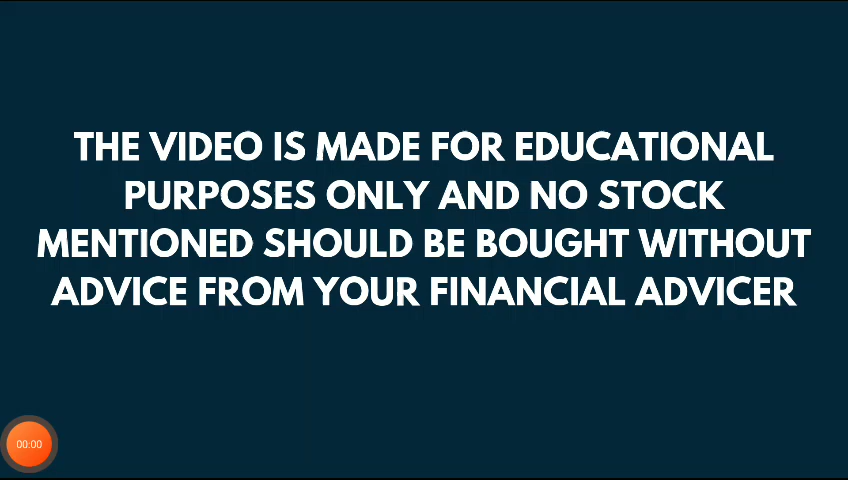 THE VIDEO IS MADE FOR EDUCATIONAL
PURPOSES ONLY AND NO STOCK
MENTIONED SHOULD BE BOUGHT WITHOUT
ADVICE FROM YOUR FINANCIAL ADVICER
00:00